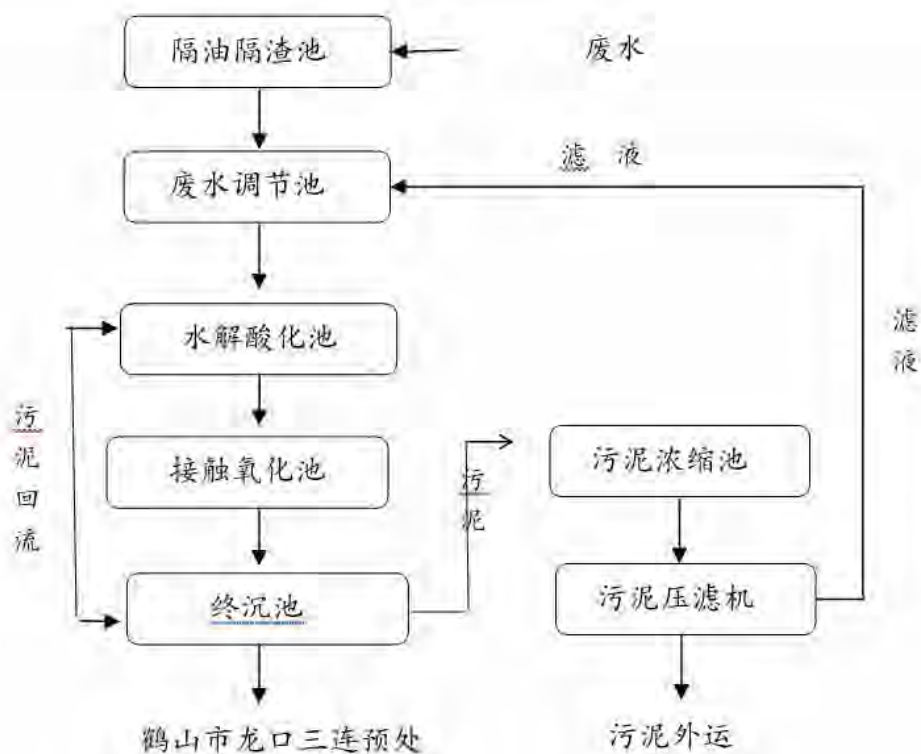 隔油隔渣池
废水
滤 液
废水调节池
水解酸化池
滤液
污泥回流
接触氧化池
污泥
污泥浓缩池
终沉池
污泥压滤机
鹤山市龙口三连预处
污泥外运